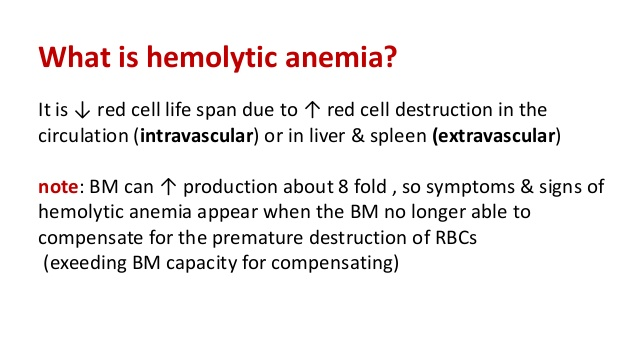 What is hemolytic anemia?
It is ↓ red cell life span due to ↑ red cell destruction in the
circulation (intravascular) or in liver & spleen (extravascular)
note: BM can ↑ production about 8 fold , so symptoms & signs of
hemolytic anemia appear when the BM no longer able to
compensate for the premature destruction of RBCs
(exeeding BM capacity for compensating)